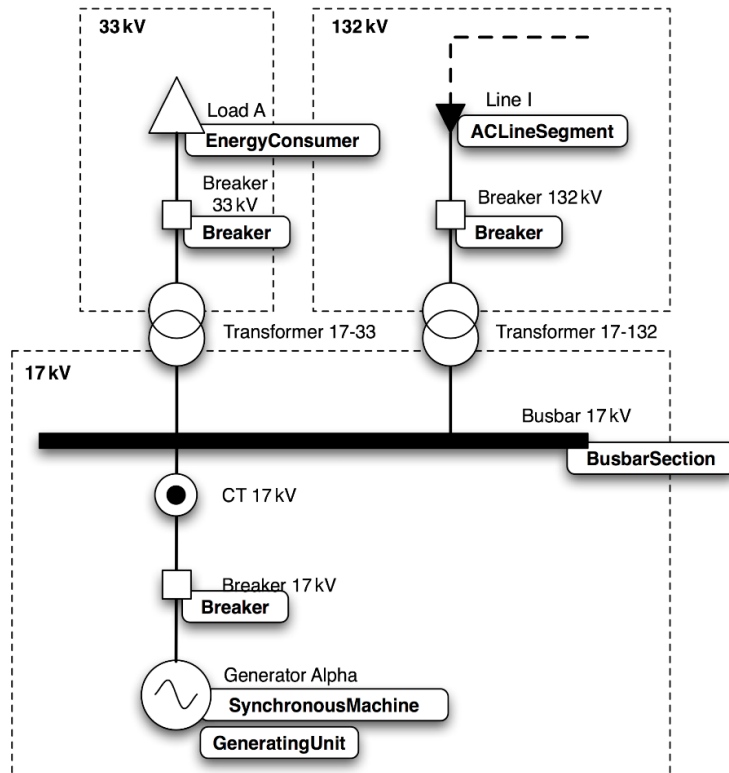 33 kV
132 kV
Load A
EnergyConsumer
Line I
ACLineSegment
Breaker
33 kV
Breaker
Breaker 132 kV
Breaker
Transformer 17-33
Transformer 17-132
17 kV
Busbar 17 kV
BusbarSection
CT 17 kV
Breaker 17 kV
Breaker
Generator Alpha
SynchronousMachine
GeneratingUnit